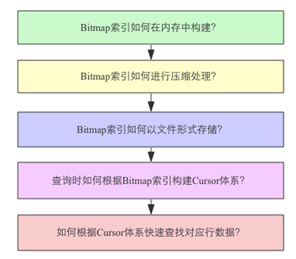 Bitmap索引如何在内存中构建?
Bitmap索引如何进行压缩处理?
Bitmap索引如何以文件形式存储?
查询时如何根据Bitmap索引构建Cursor体系?
如何根据Cursor体系快速查找对应行数据?